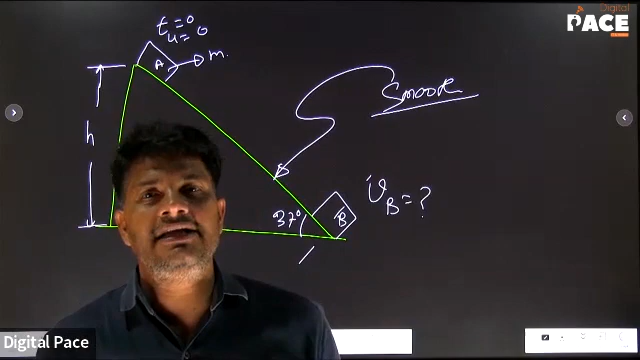 Digital
PACE
t=0
u=0
A
m.
Smooth
h
37°
B
v_B=?
Digital Pace